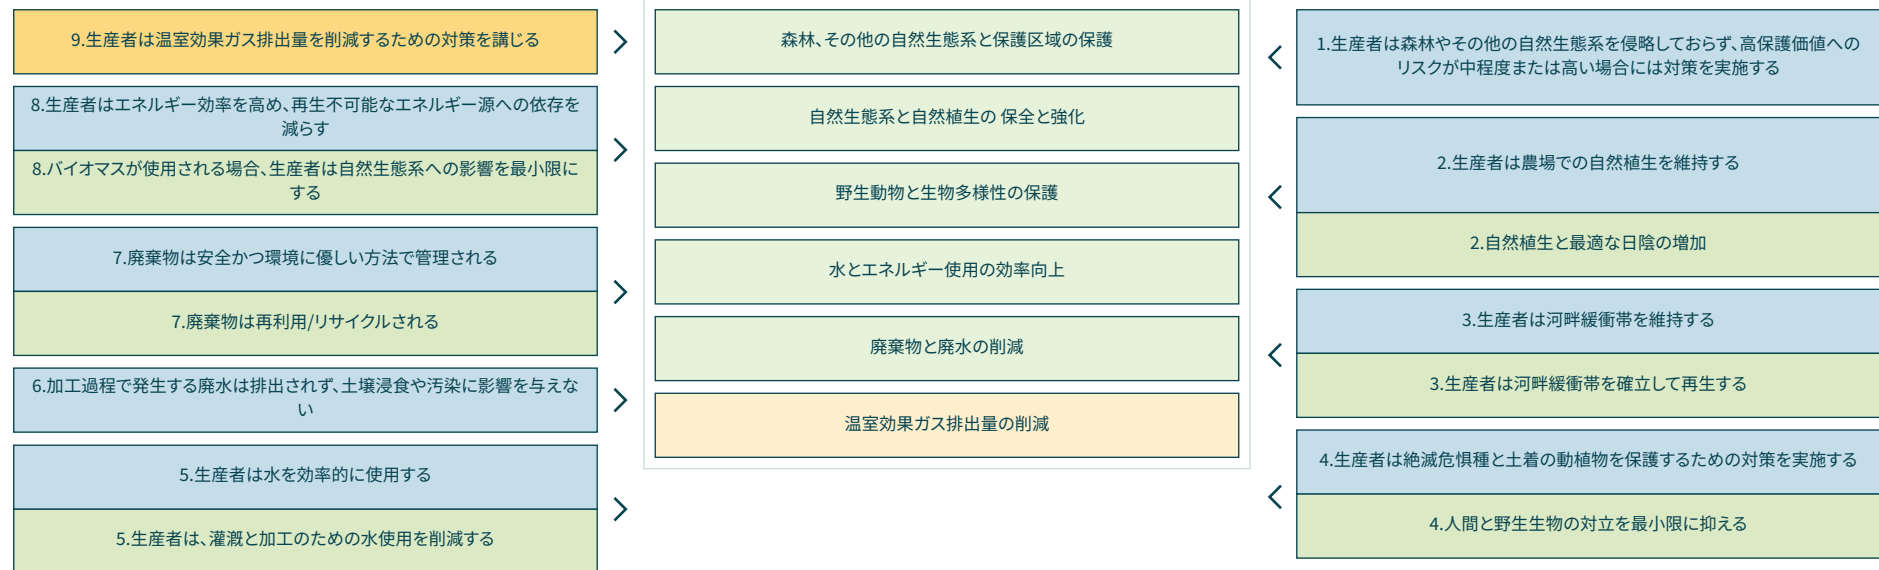 9.生産者は温室効果ガス排出量を削減するための対策を講じる
8.生産者はエネルギー効率を高め、再生不可能なエネルギー源への依存を
減らす
8.バイオマスが使用される場合、生産者は自然生態系への影響を最小限に
する
7.廃棄物は安全かつ環境に優しい方法で管理される
7.廃棄物は再利用/リサイクルされる
6.加工過程で発生する廃水は排出されず、土壌浸食や汚染に影響を与えな
い
5.生産者は水を効率的に使用する
5.生産者は、灌漑と加工のための水使用を削減する
森林、その他の自然生態系と保護区域の保護
自然生態系と自然植生の 保全と強化
野生動物と生物多様性の保護
水とエネルギー使用の効率向上
廃棄物と廃水の削減
温室効果ガス排出量の削減
1.生産者は森林やその他の自然生態系を侵略しておらず、高保護価値への
リスクが中程度または高い場合には対策を実施する
2.生産者は農場での自然植生を維持する
2.自然植生と最適な日陰の増加
3.生産者は河畔緩衝帯を維持する
3.生産者は河畔緩衝帯を確立して再生する
4.生産者は絶滅危惧種と土着の動植物を保護するための対策を実施する
4.人間と野生生物の対立を最小限に抑える